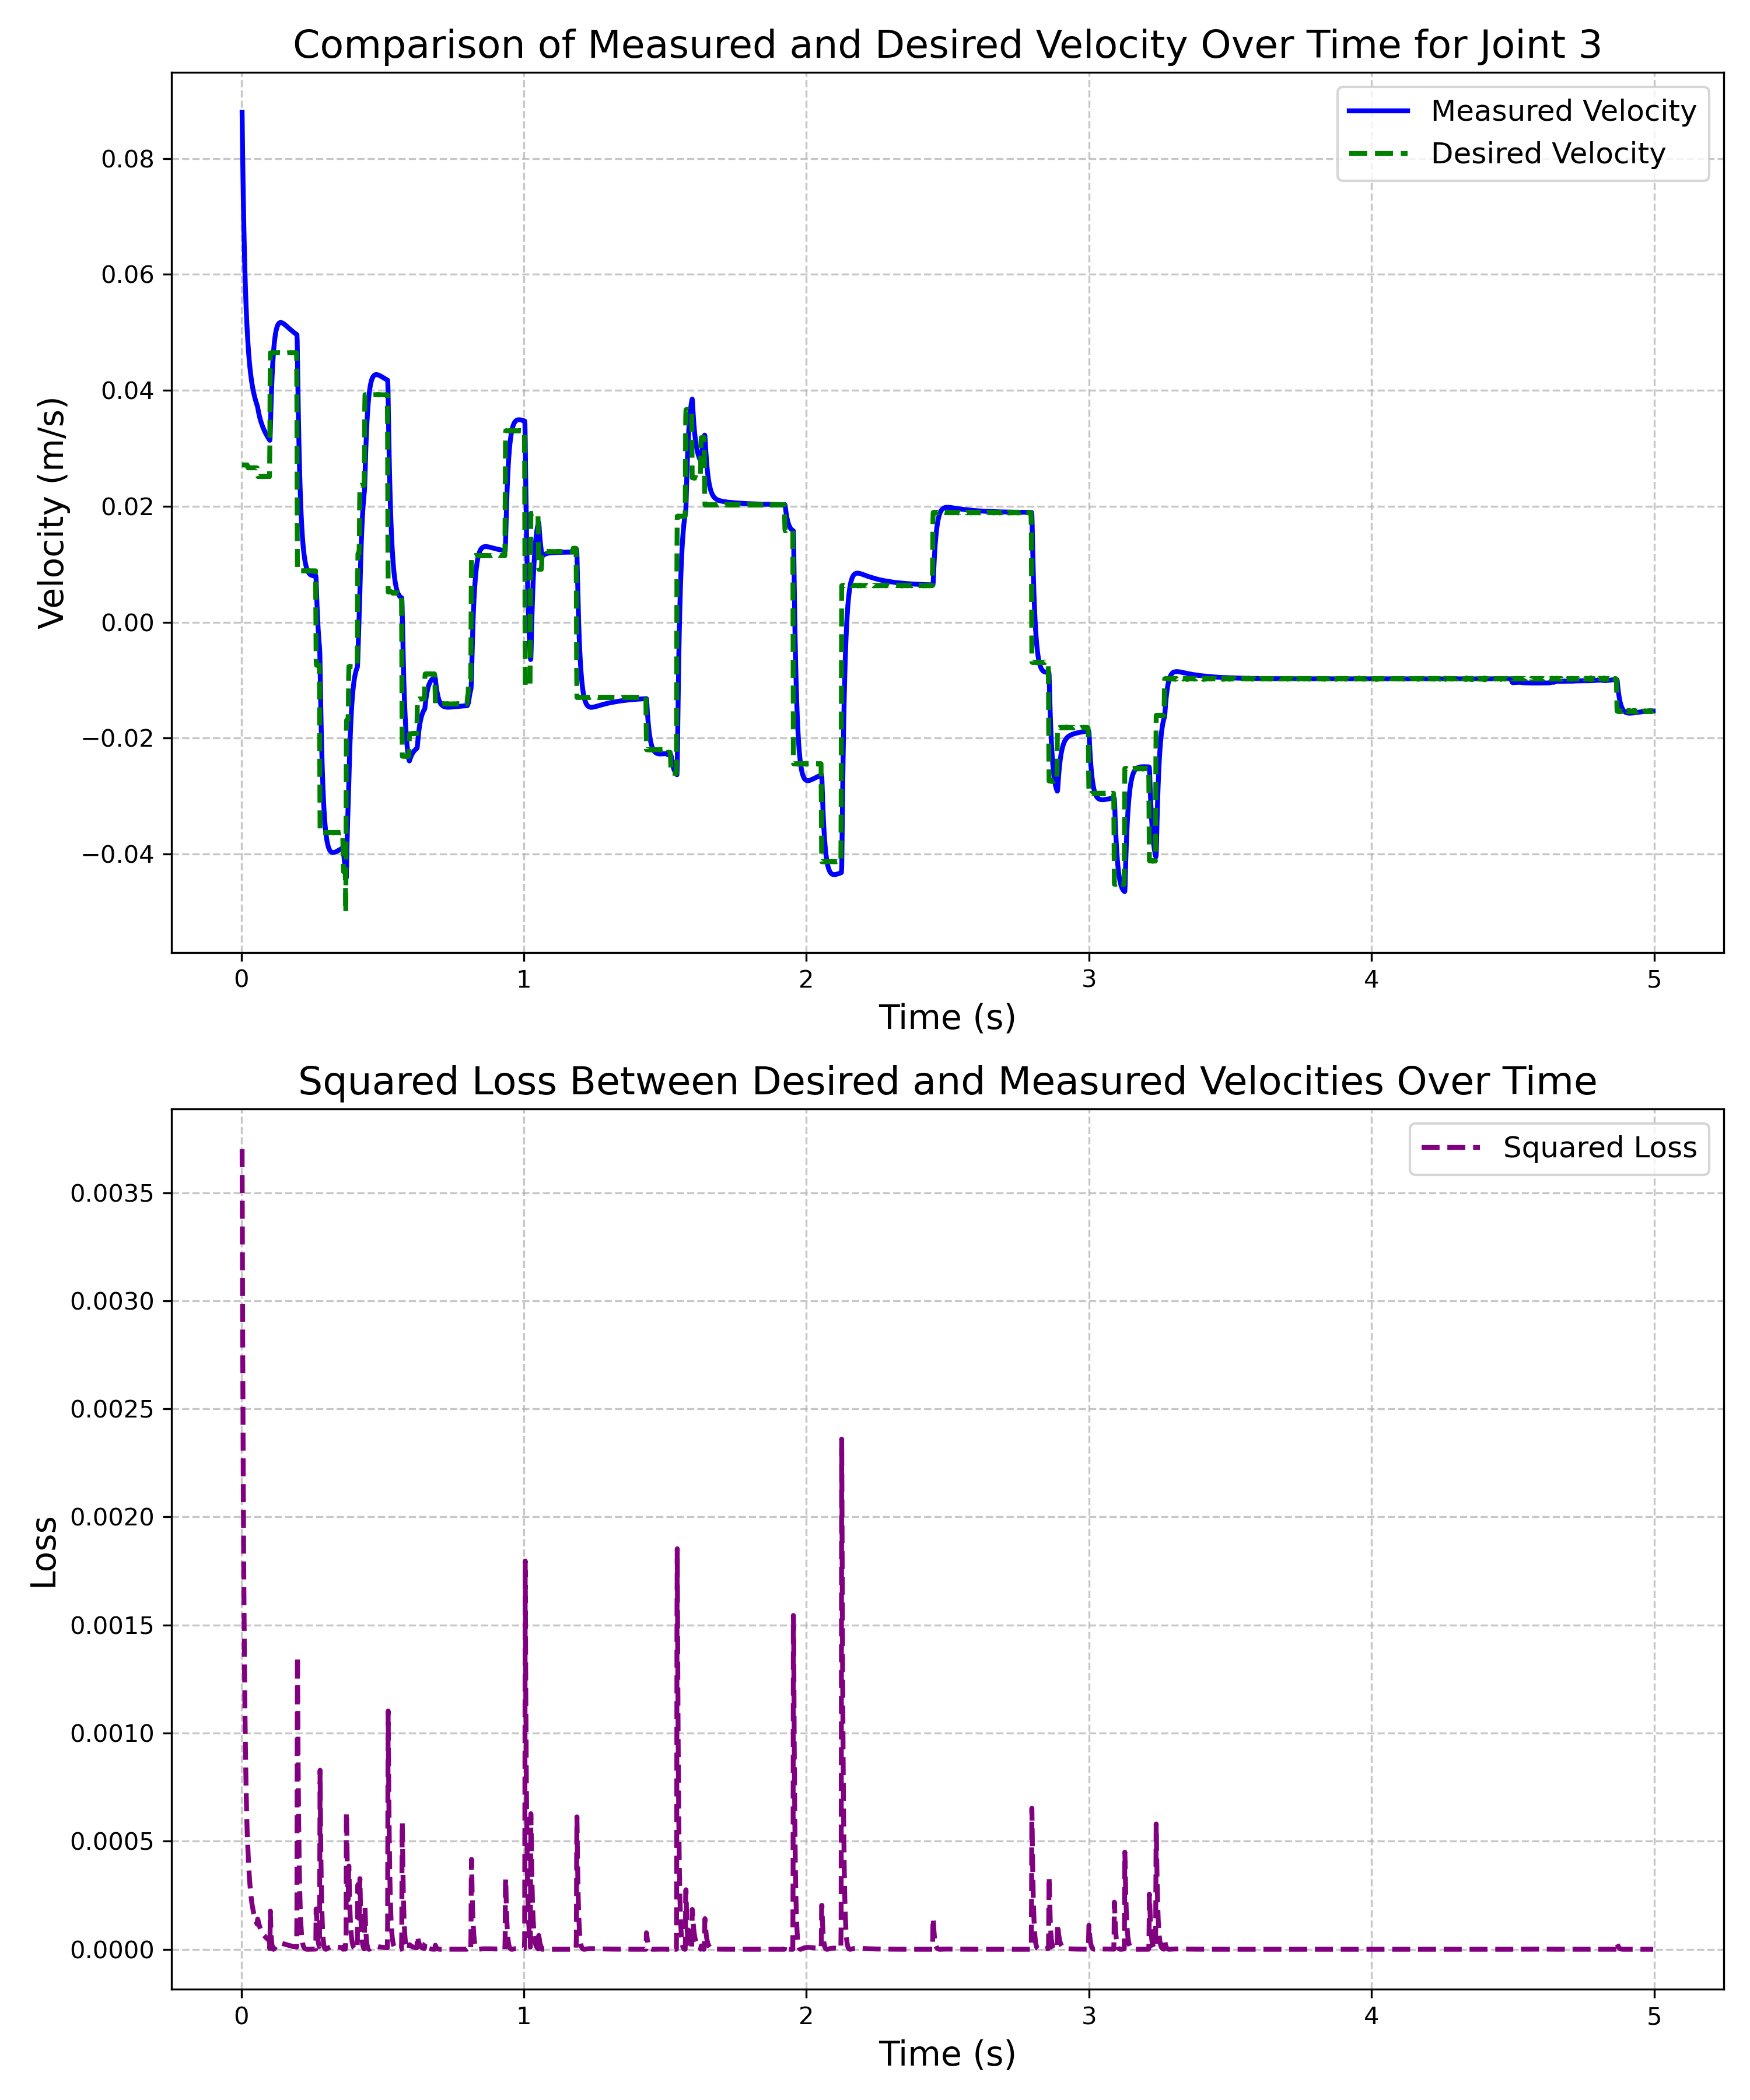 Comparison of Measured and Desired Velocity Over Time for Joint 3
Measured Velocity
Desired Velocity
Velocity (m/s)
0.08
0.06
0.04
0.02
0.00
−0.02
−0.04
0 1 2 3 4 5
Time (s)
Squared Loss Between Desired and Measured Velocities Over Time
Squared Loss
Loss
0.0035
0.0030
0.0025
0.0020
0.0015
0.0010
0.0005
0.0000
0 1 2 3 4 5
Time (s)